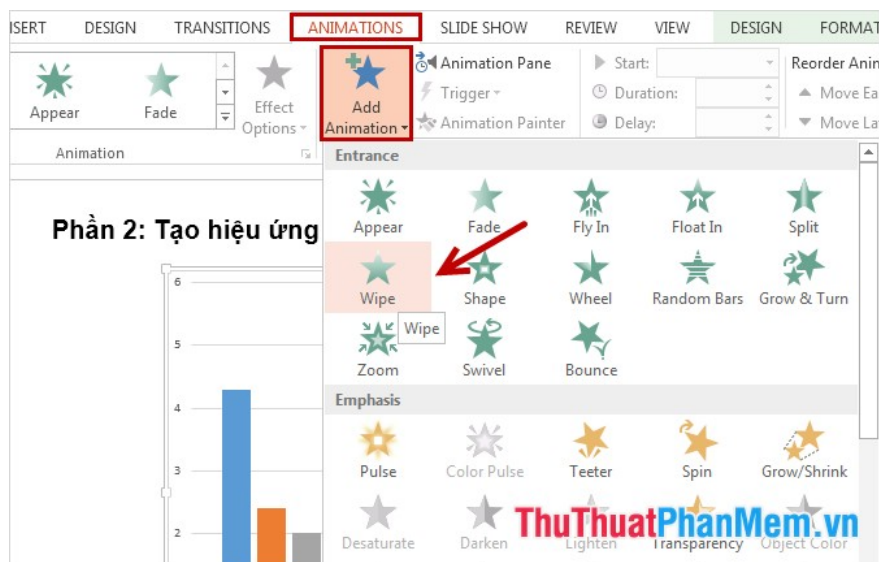 NSERT DESIGN TRANSITIONS ANIMATIONS SLIDE SHOW REVIEW VIEW DESIGN FORMAT
Appear Fade Effect Options Add Animation
Animation Pane Start: Reorder Anim
Trigger Duration: Move Ea
Animation Painter Delay: Move La
Animation
Entrance
Appear Fade Fly In Float In Split
Phần 2: Tạo hiệu ứng
Wipe Shape Wheel Random Bars Grow & Turn
Wipe
Zoom Swivel Bounce
Emphasis
Pulse Color Pulse Teeter Spin Grow/Shrink
Desaturate Darken Lighten Transparency Object Color
ThuThuatPhanMem.vn
6
5
4
3
2